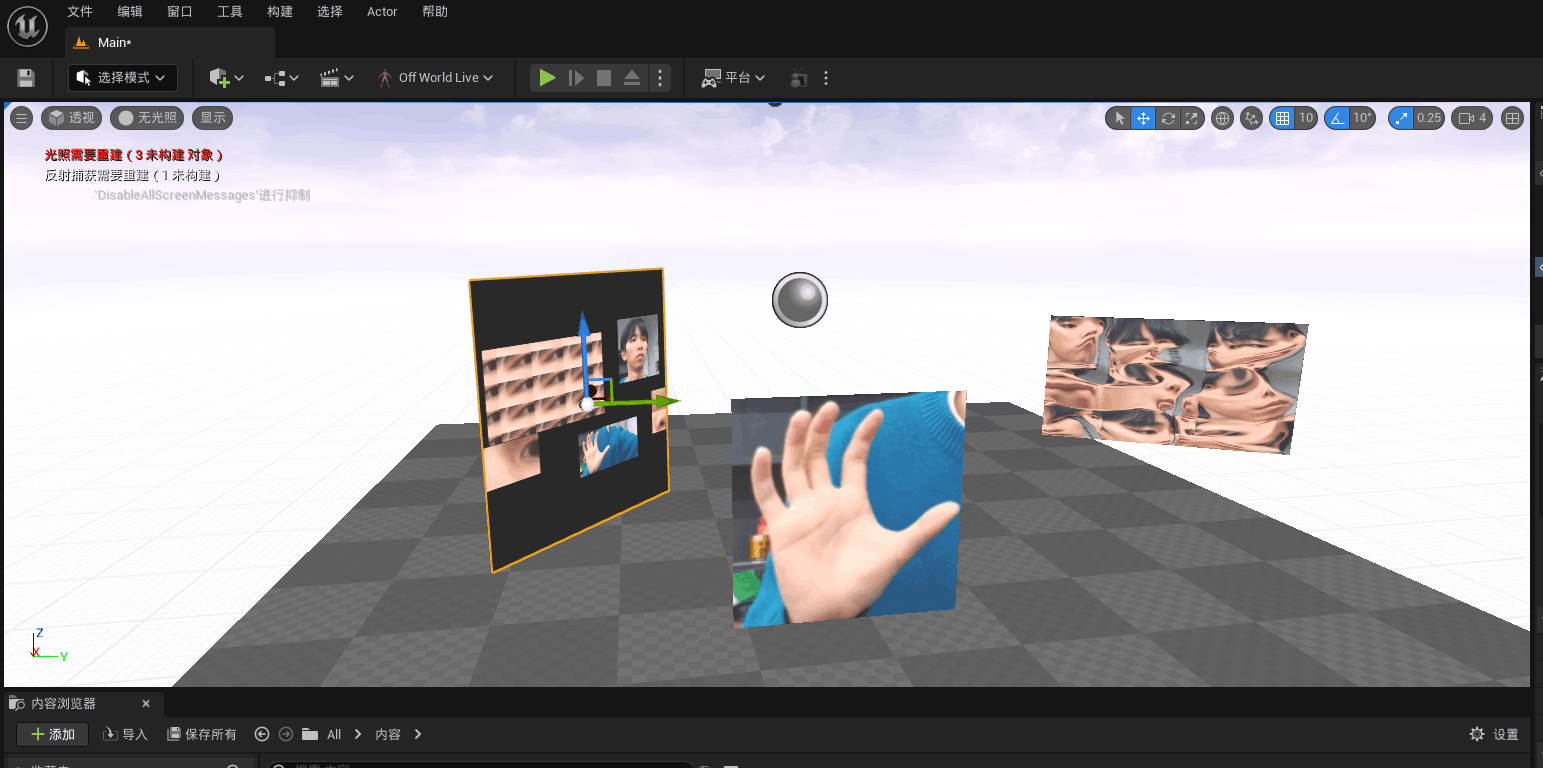 文件 编辑 窗口 工具 构建 选择 Actor 帮助
Main*
选择模式 Off World Live 平台
透视 无光照 显示 10 10° 0.25 4
光照需要重建（3 未构建 对象）
反射捕获需要重建（1 未构建）
'DisableAllScreenMessages'进行抑制
Z
X Y
内容浏览器
添加 导入 保存所有 All 内容 设置